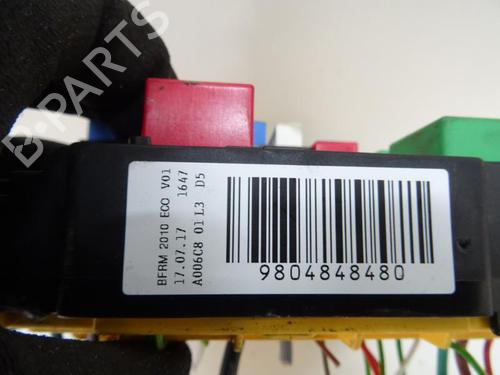 B-PARTS
BFRM 2010 ECO V01
17.07.17 1647
A006C8 01L3 D5
9804848480